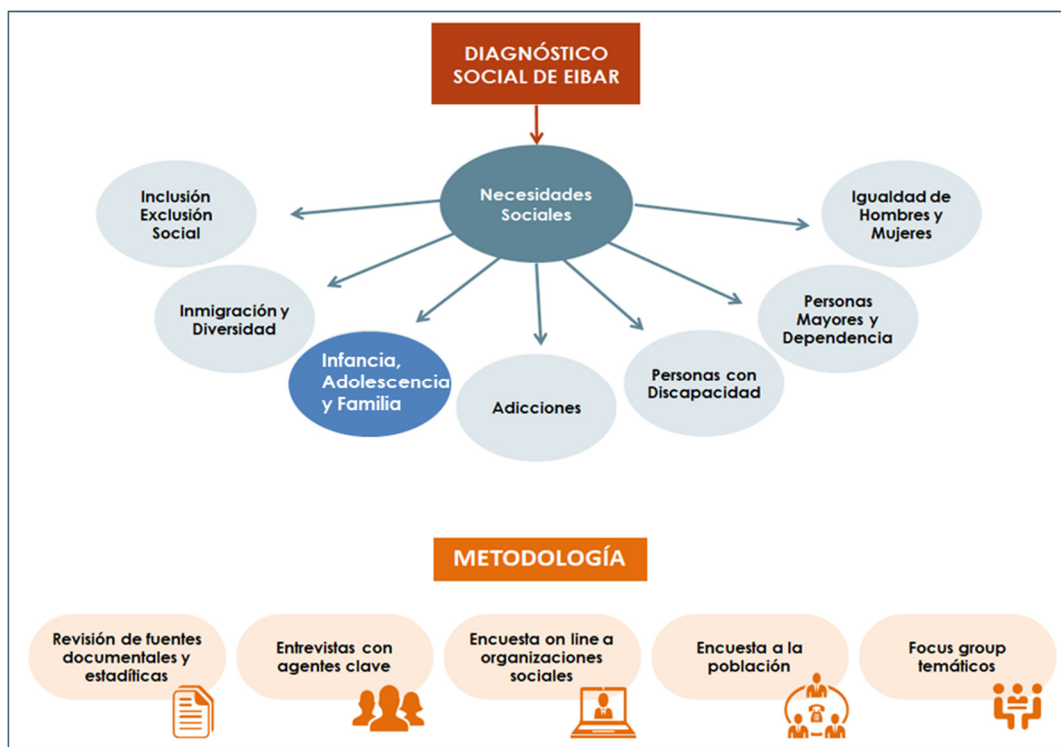 DIAGNÓSTICO
SOCIAL DE EIBAR
Necesidades
Sociales
Inclusión
Exclusión
Social
Inmigración y
Diversidad
Infancia,
Adolescencia
y Familia
Adicciones
Personas con
Discapacidad
Personas
Mayores y
Dependencia
Igualdad de
Hombres y
Mujeres
METODOLOGÍA
Revisión de fuentes
documentales y
estadíticas
Entrevistas con
agentes clave
Encuesta on line a
organizaciones
sociales
Encuesta a la
población
Focus group
temáticos